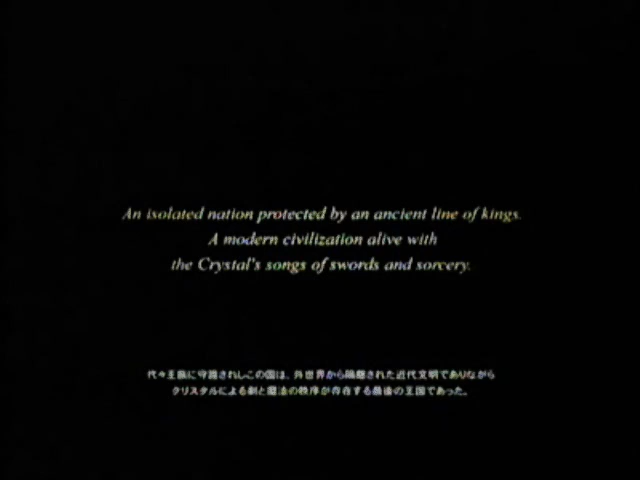 An isolated nation protected by an ancient line of kings.
A modern civilization alive with
the Crystal's songs of swords and sorcery.
代々王族に守護されしこの国は、外世界から隔離された近代文明でありながら
クリスタルによる剣と魔法の秩序が存在する最後の王国であった。